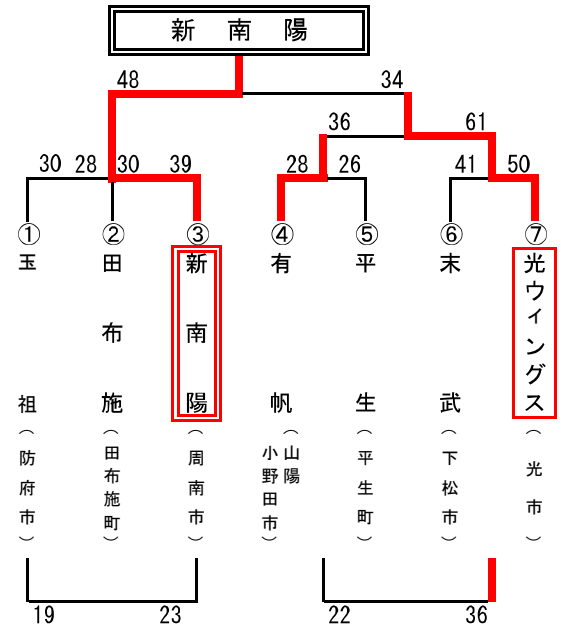 新南陽
48 34
36 61
30 28 30 39 28 26 41 50
① ② ③ ④ ⑤ ⑥ ⑦
玉祖
(防府市)
田布施
(田布施町)
新南陽
(周南市)
有帆
(山陽小野田市)
平生
(平生町)
末武
(下松市)
光ウィングス
(光市)
19 23 22 36